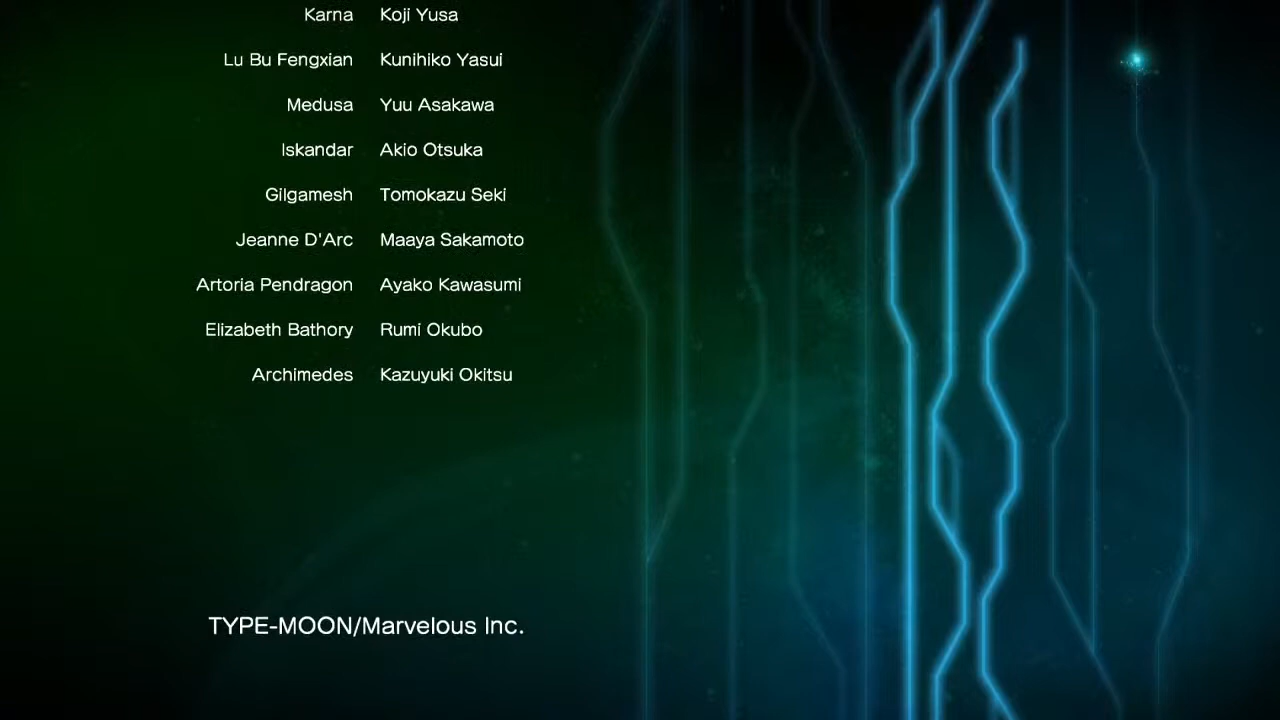 Karna Koji Yusa
Lu Bu Fengxian Kunihiko Yasui
Medusa Yuu Asakawa
Iskandar Akio Otsuka
Gilgamesh Tomokazu Seki
Jeanne D'Arc Maaya Sakamoto
Artoria Pendragon Ayako Kawasumi
Elizabeth Bathory Rumi Okubo
Archimedes Kazuyuki Okitsu
TYPE-MOON/Marvelous Inc.